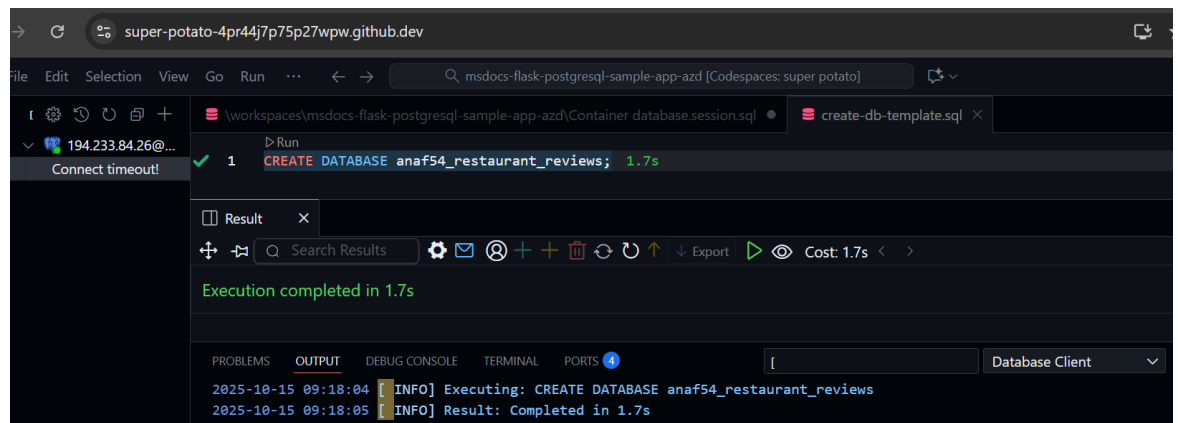 super-potato-4pr44j7p75p27wpw.github.dev
File Edit Selection View Go Run ··· msdocs-flask-postgresql-sample-app-azd [Codespaces: super potato]
\workspaces\msdocs-flask-postgresql-sample-app-azd\Container database.session.sql create-db-template.sql
194.233.84.26@...
Run
1 CREATE DATABASE anaf54_restaurant_reviews; 1.7s
Connect timeout!
Result
Search Results Export Cost: 1.7s
Execution completed in 1.7s
PROBLEMS OUTPUT DEBUG CONSOLE TERMINAL PORTS 4 [ Database Client
2025-10-15 09:18:04 [ INFO] Executing: CREATE DATABASE anaf54_restaurant_reviews
2025-10-15 09:18:05 [ INFO] Result: Completed in 1.7s